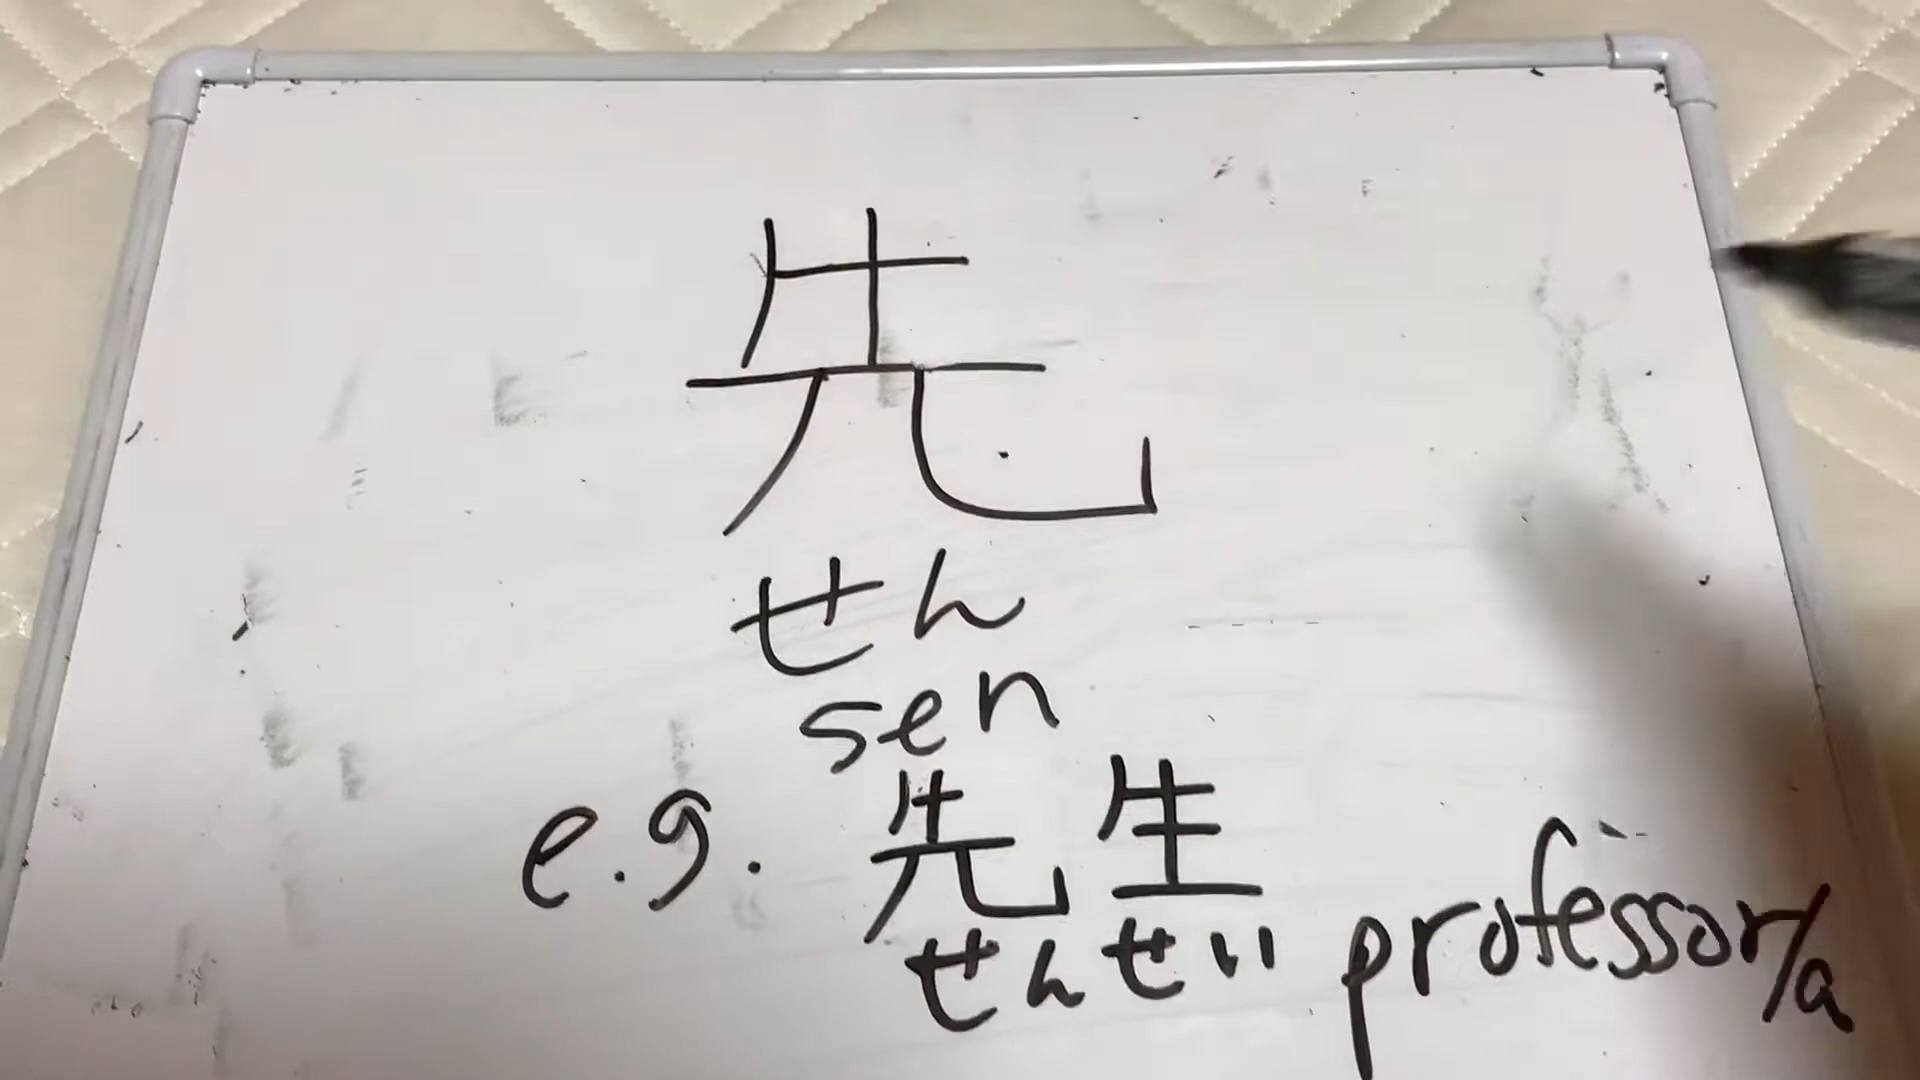 先
せん
sen
e.g. 先生
せんせい professor/a